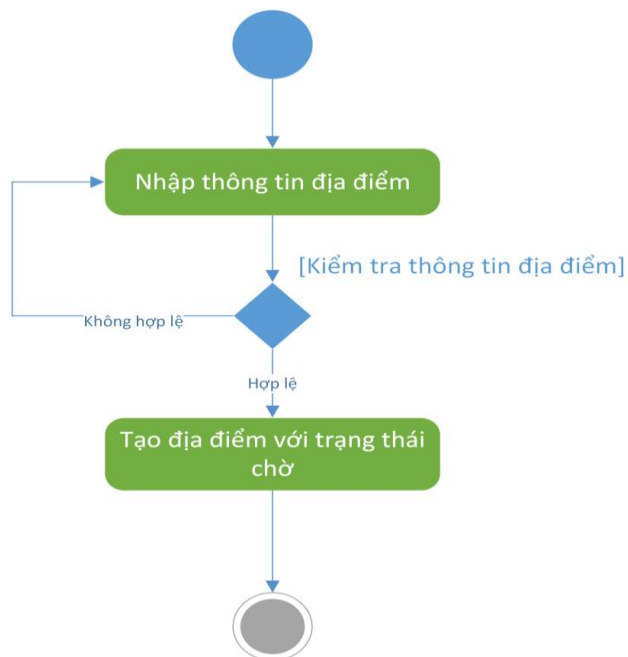 Nhập thông tin địa điểm
[Kiểm tra thông tin địa điểm]
Không hợp lệ
Hợp lệ
Tạo địa điểm với trạng thái
chờ